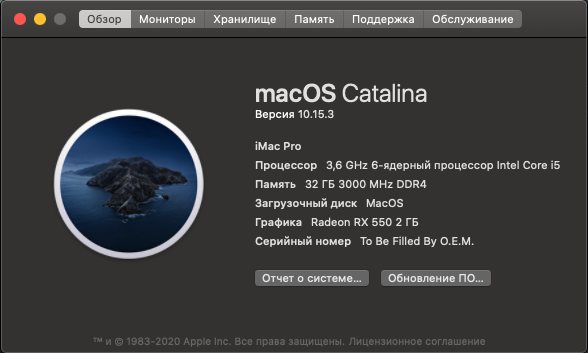 Обзор Мониторы Хранилище Память Поддержка Обслуживание
macOS Catalina
Версия 10.15.3
iMac Pro
Процессор 3,6 GHz 6-ядерный процессор Intel Core i5
Память 32 ГБ 3000 MHz DDR4
Загрузочный диск MacOS
Графика Radeon RX 550 2 ГБ
Серийный номер To Be Filled By O.E.M.
Отчет о системе... Обновление ПО...
™ и © 1983-2020 Apple Inc. Все права защищены. Лицензионное соглашение